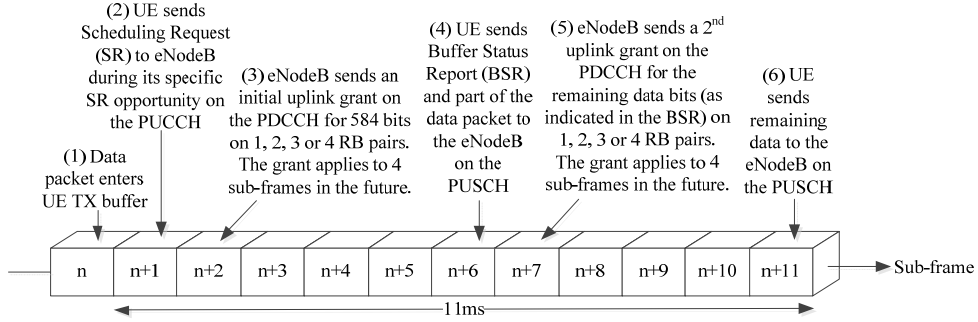 (1) Data
packet enters
UE TX buffer
(2) UE sends
Scheduling Request
(SR) to eNodeB
during its specific
SR opportunity on
the PUCCH
(3) eNodeB sends an
initial uplink grant on
the PDCCH for 584 bits
on 1, 2, 3 or 4 RB pairs.
The grant applies to 4
sub-frames in the future.
(4) UE sends
Buffer Status
Report (BSR)
and part of the
data packet to
the eNodeB
on the
PUSCH
(5) eNodeB sends a 2nd
uplink grant on the
PDCCH for the
remaining data bits (as
indicated in the BSR) on
1, 2, 3 or 4 RB pairs.
The grant applies to 4
sub-frames in the future.
(6) UE
sends
remaining
data to the
eNodeB on
the PUSCH
n n+1 n+2 n+3 n+4 n+5 n+6 n+7 n+8 n+9 n+10 n+11
Sub-frame
11ms